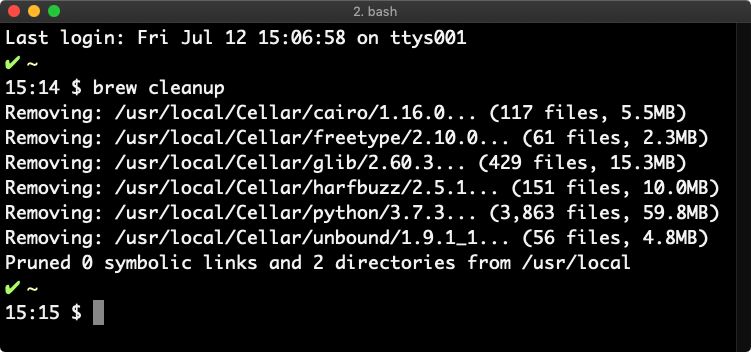 2. bash
Last login: Fri Jul 12 15:06:58 on ttys001
✔ ~
15:14 $ brew cleanup
Removing: /usr/local/Cellar/cairo/1.16.0... (117 files, 5.5MB)
Removing: /usr/local/Cellar/freetype/2.10.0... (61 files, 2.3MB)
Removing: /usr/local/Cellar/glib/2.60.3... (429 files, 15.3MB)
Removing: /usr/local/Cellar/harfbuzz/2.5.1... (151 files, 10.0MB)
Removing: /usr/local/Cellar/python/3.7.3... (3,863 files, 59.8MB)
Removing: /usr/local/Cellar/unbound/1.9.1_1... (56 files, 4.8MB)
Pruned 0 symbolic links and 2 directories from /usr/local
✔ ~
15:15 $